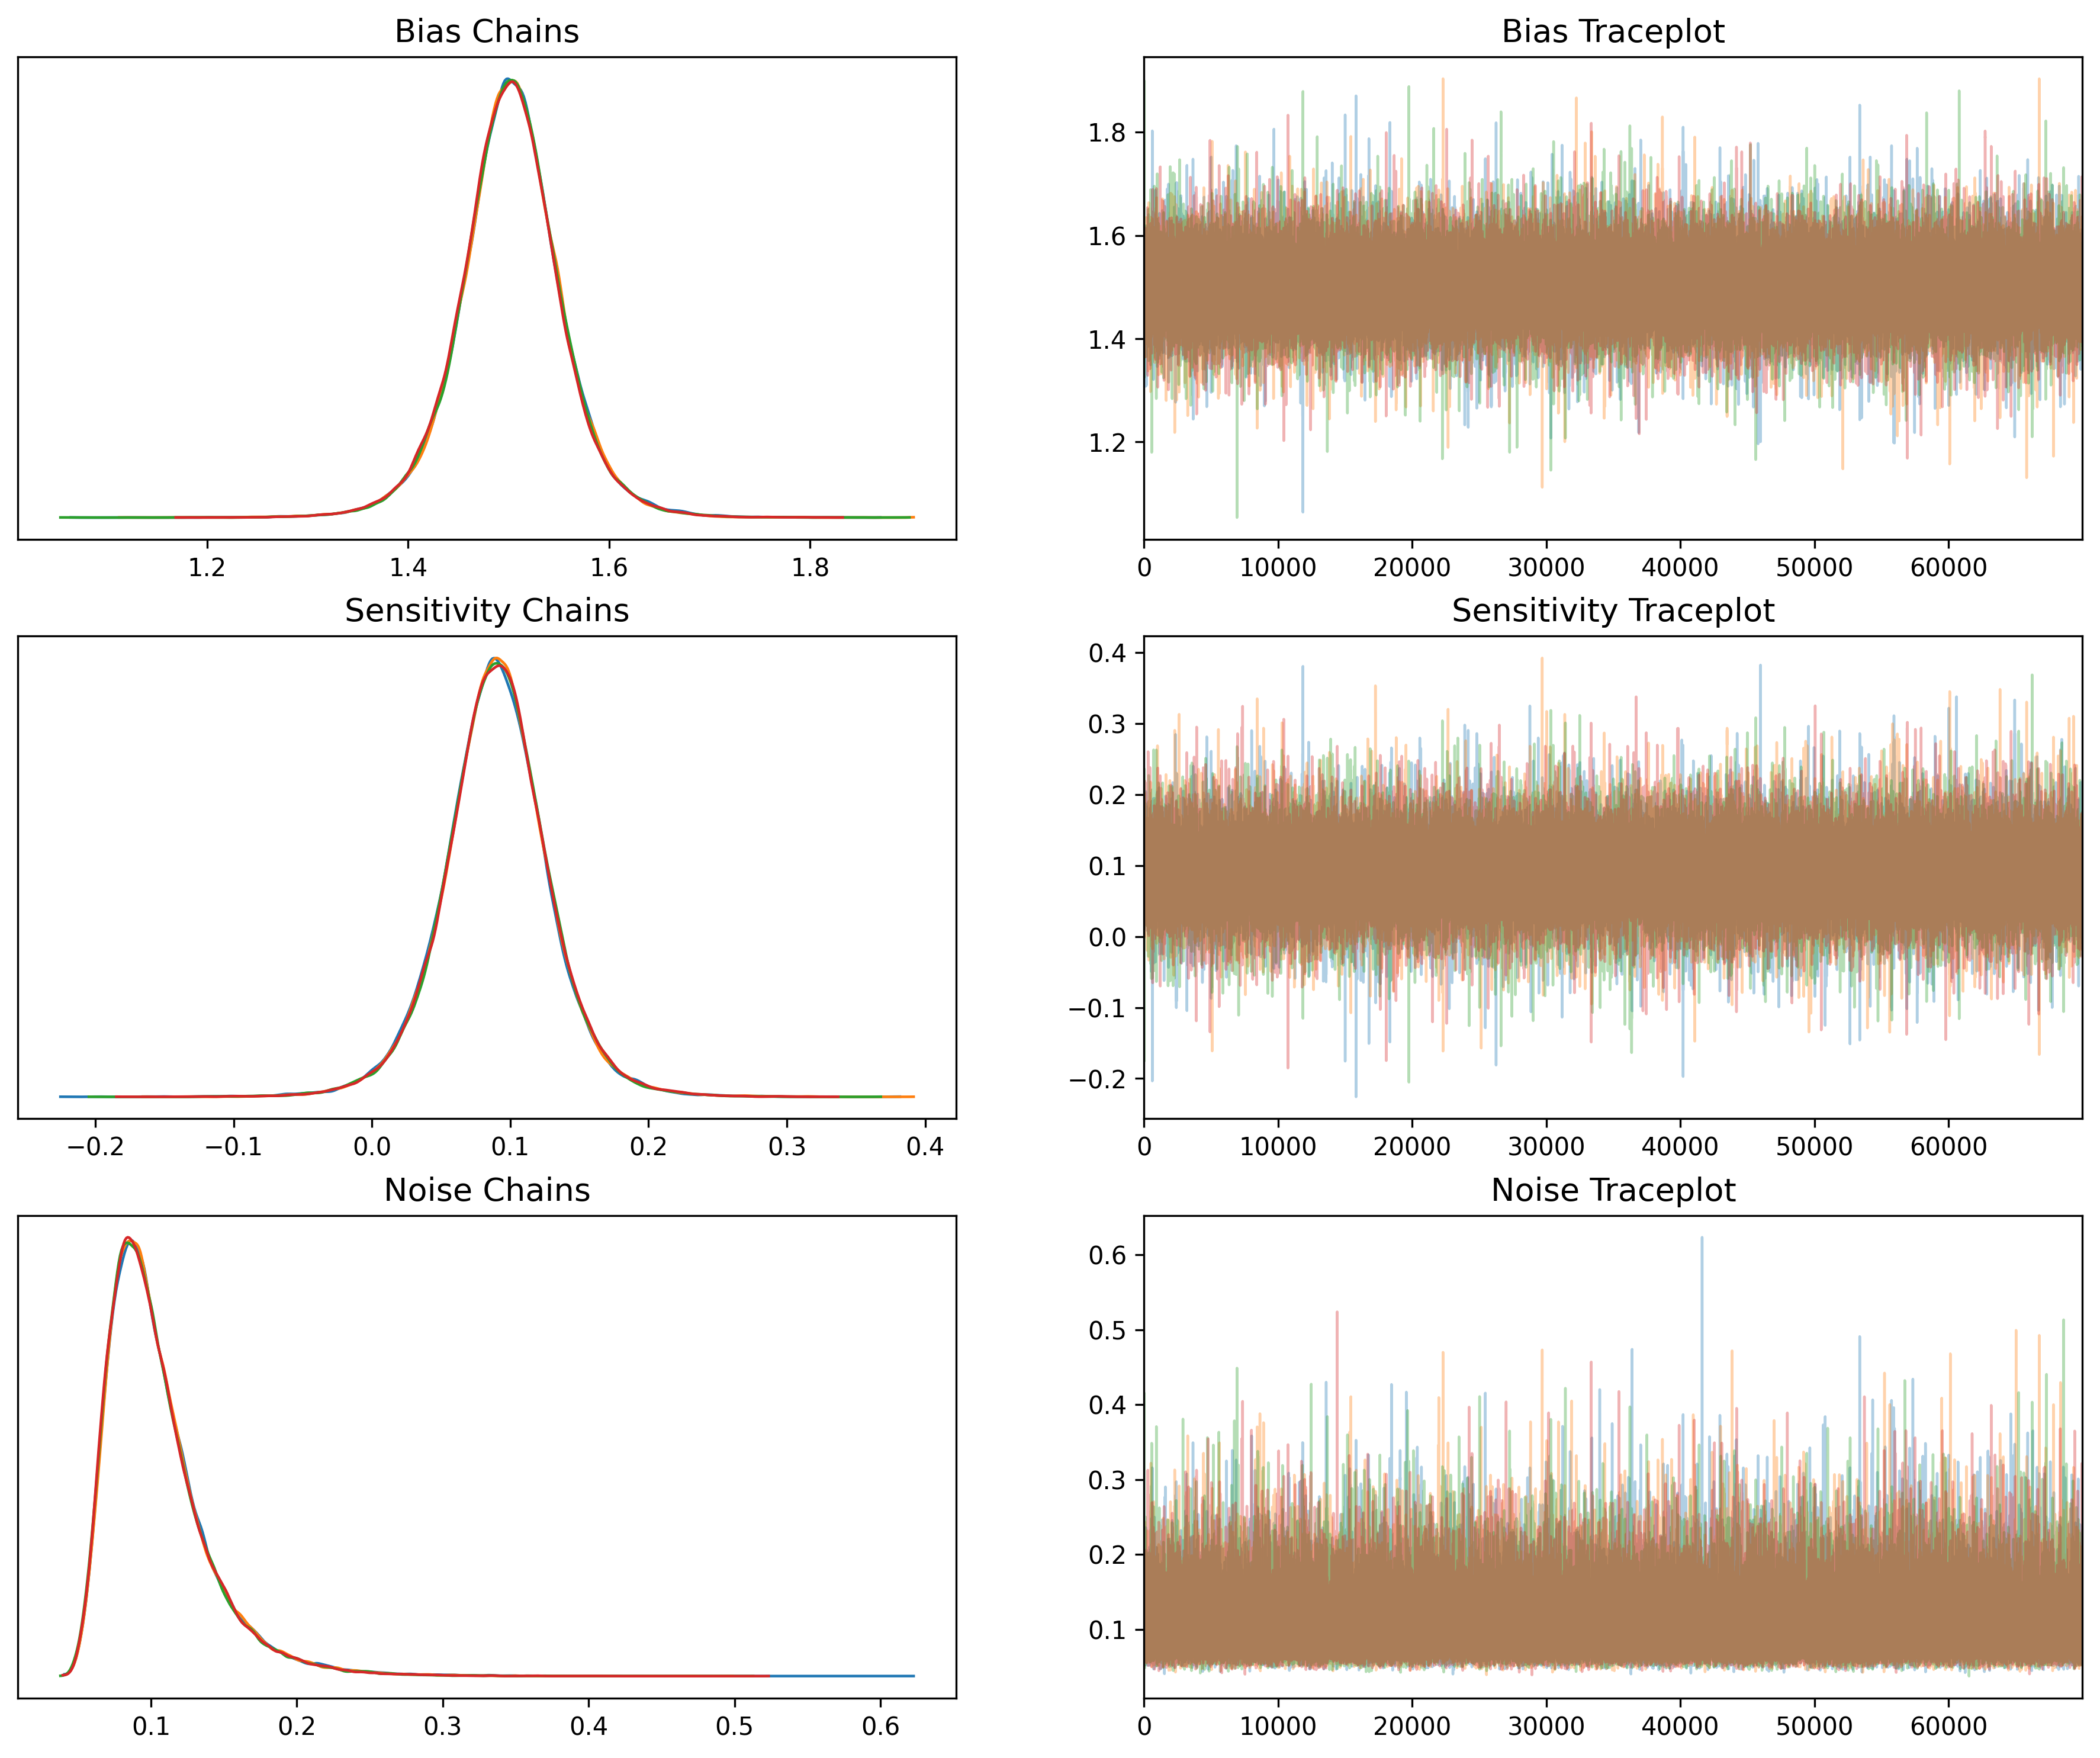 Bias Chains
1.2 1.4 1.6 1.8
Bias Traceplot
1.8
1.6
1.4
1.2
0 10000 20000 30000 40000 50000 60000
Sensitivity Chains
−0.2 −0.1 0.0 0.1 0.2 0.3 0.4
Sensitivity Traceplot
0.4
0.3
0.2
0.1
0.0
−0.1
−0.2
0 10000 20000 30000 40000 50000 60000
Noise Chains
0.1 0.2 0.3 0.4 0.5 0.6
Noise Traceplot
0.6
0.5
0.4
0.3
0.2
0.1
0 10000 20000 30000 40000 50000 60000